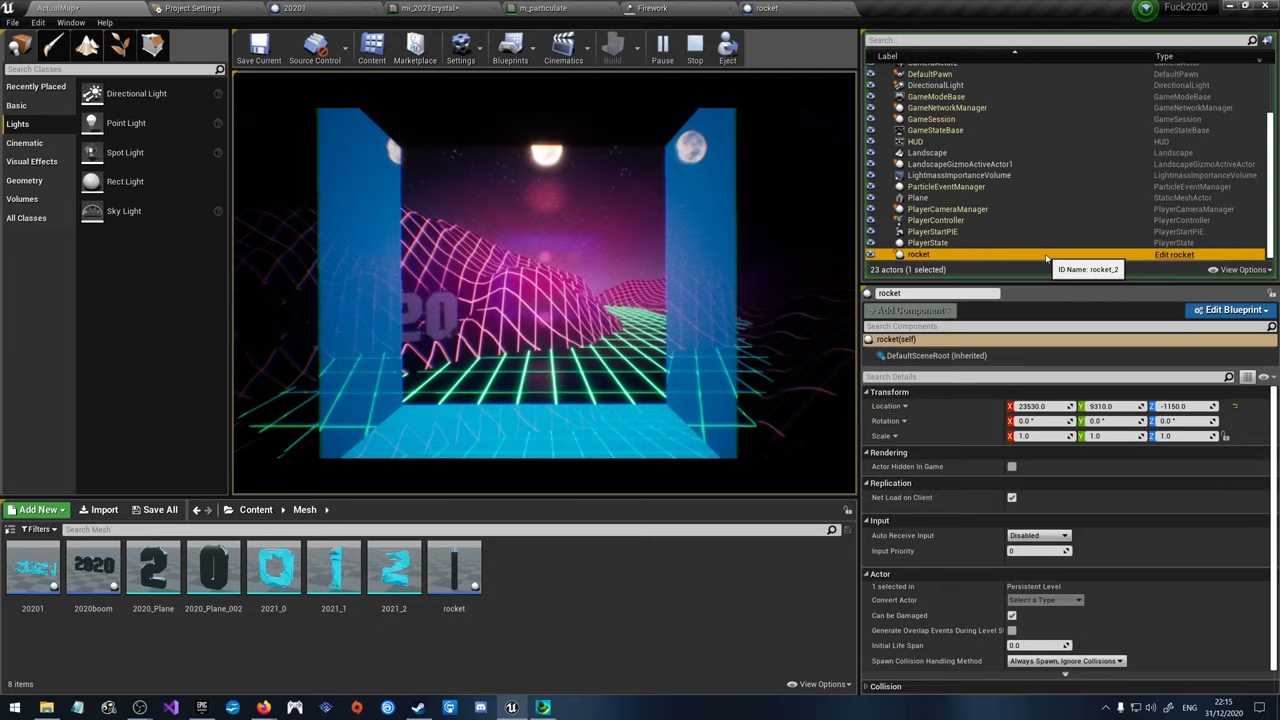 ActualMap*
Project Settings
20201
mi_2021crystal*
m_particulate
Firework
rocket
Fuck2020
File
Edit
Window
Help
Save Current
Source Control
Content
Marketplace
Settings
Blueprints
Cinematics
Build
Pause
Stop
Eject
Search Classes
Recently Placed
Basic
Lights
Cinematic
Visual Effects
Geometry
Volumes
All Classes
Directional Light
Point Light
Spot Light
Rect Light
Sky Light
Search...
Label
Type
DefaultPawn DefaultPawn
DirectionalLight DirectionalLight
GameModeBase GameModeBase
GameNetworkManager GameNetworkManager
GameSession GameSession
GameStateBase GameStateBase
HUD HUD
Landscape Landscape
LandscapeGizmoActiveActor1 LandscapeGizmoActiveActor
LightmassImportanceVolume LightmassImportanceVolume
ParticleEventManager ParticleEventManager
Plane StaticMeshActor
PlayerCameraManager PlayerCameraManager
PlayerController PlayerController
PlayerStartPIE PlayerStartPIE
PlayerState PlayerState
rocket Edit rocket
23 actors (1 selected)
ID Name: rocket_2
View Options
rocket
+Add Component
Edit Blueprint
Search Components
rocket(self)
DefaultSceneRoot (Inherited)
Search Details
Transform
Location X 23530.0 Y 9310.0 Z -1150.0
Rotation X 0.0 ° Y 0.0 ° Z 0.0 °
Scale X 1.0 Y 1.0 Z 1.0
Rendering
Actor Hidden In Game
Replication
Net Load on Client
Input
Auto Receive Input Disabled
Input Priority 0
Actor
1 selected in Persistent Level
Convert Actor Select a Type
Can be Damaged
Generate Overlap Events During Level S
Initial Life Span 0.0
Spawn Collision Handling Method Always Spawn, Ignore Collisions
Collision
Add New
Import
Save All
Content
Mesh
Filters
Search Mesh
20201
2020boom
2020_Plane
2020_Plane_002
2021_0
2021_1
2021_2
rocket
8 items
View Options
ENG
22:15
31/12/2020